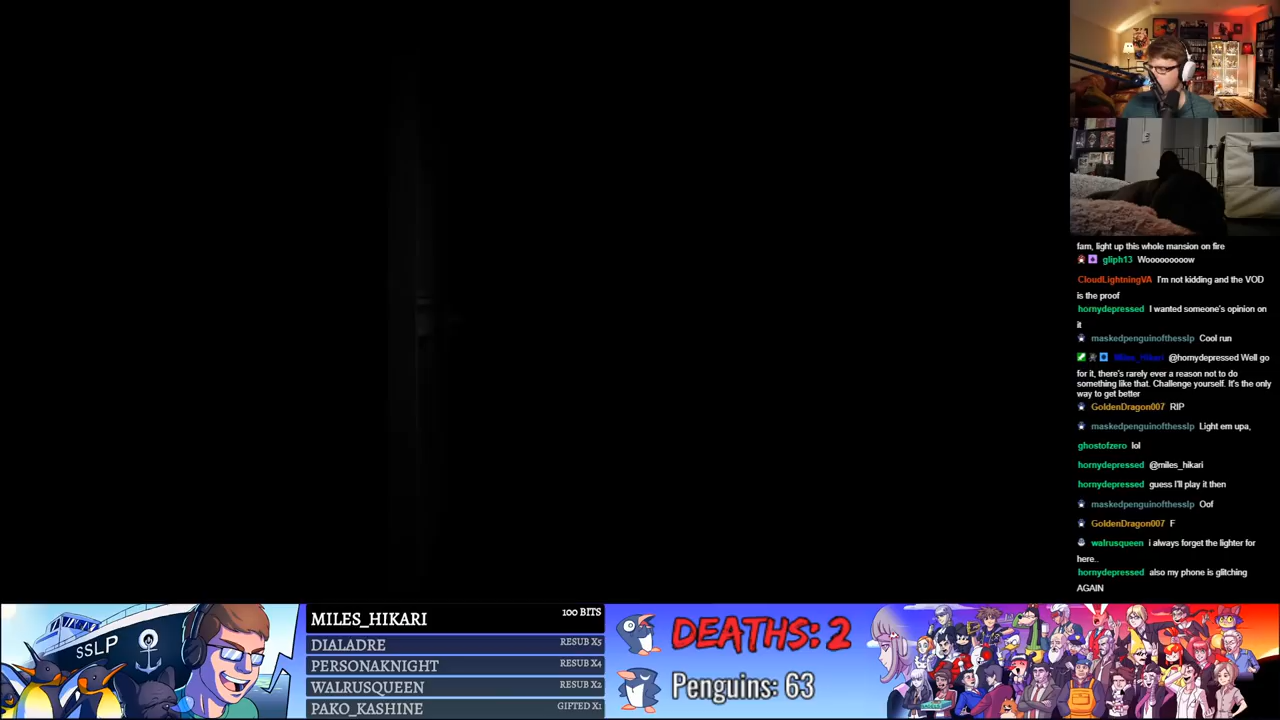 fam, light up this whole mansion on fire
gliph13 Wooooooooow
CloudLightningVA I'm not kidding and the VOD
is the proof
hornydepressed I wanted someone's opinion on
it
maskedpenguinofthesslp Cool run
Miles_Hikari @hornydepressed Well go
for it, there's rarely ever a reason not to do
something like that. Challenge yourself. It's the only
way to get better
GoldenDragon007 RIP
maskedpenguinofthesslp Light em upa,
ghostofzero lol
hornydepressed @miles_hikari
hornydepressed guess I'll play it then
maskedpenguinofthesslp Oof
GoldenDragon007 F
walrusqueen i always forget the lighter for
here..
hornydepressed also my phone is glitching
AGAIN
SSLP
MILES_HIKARI 100 BITS
DIALADRE RESUB X5
PERSONAKNIGHT RESUB X4
WALRUSQUEEN RESUB X2
PAKO_KASHINE GIFTED X1
DEATHS: 2
Penguins: 63